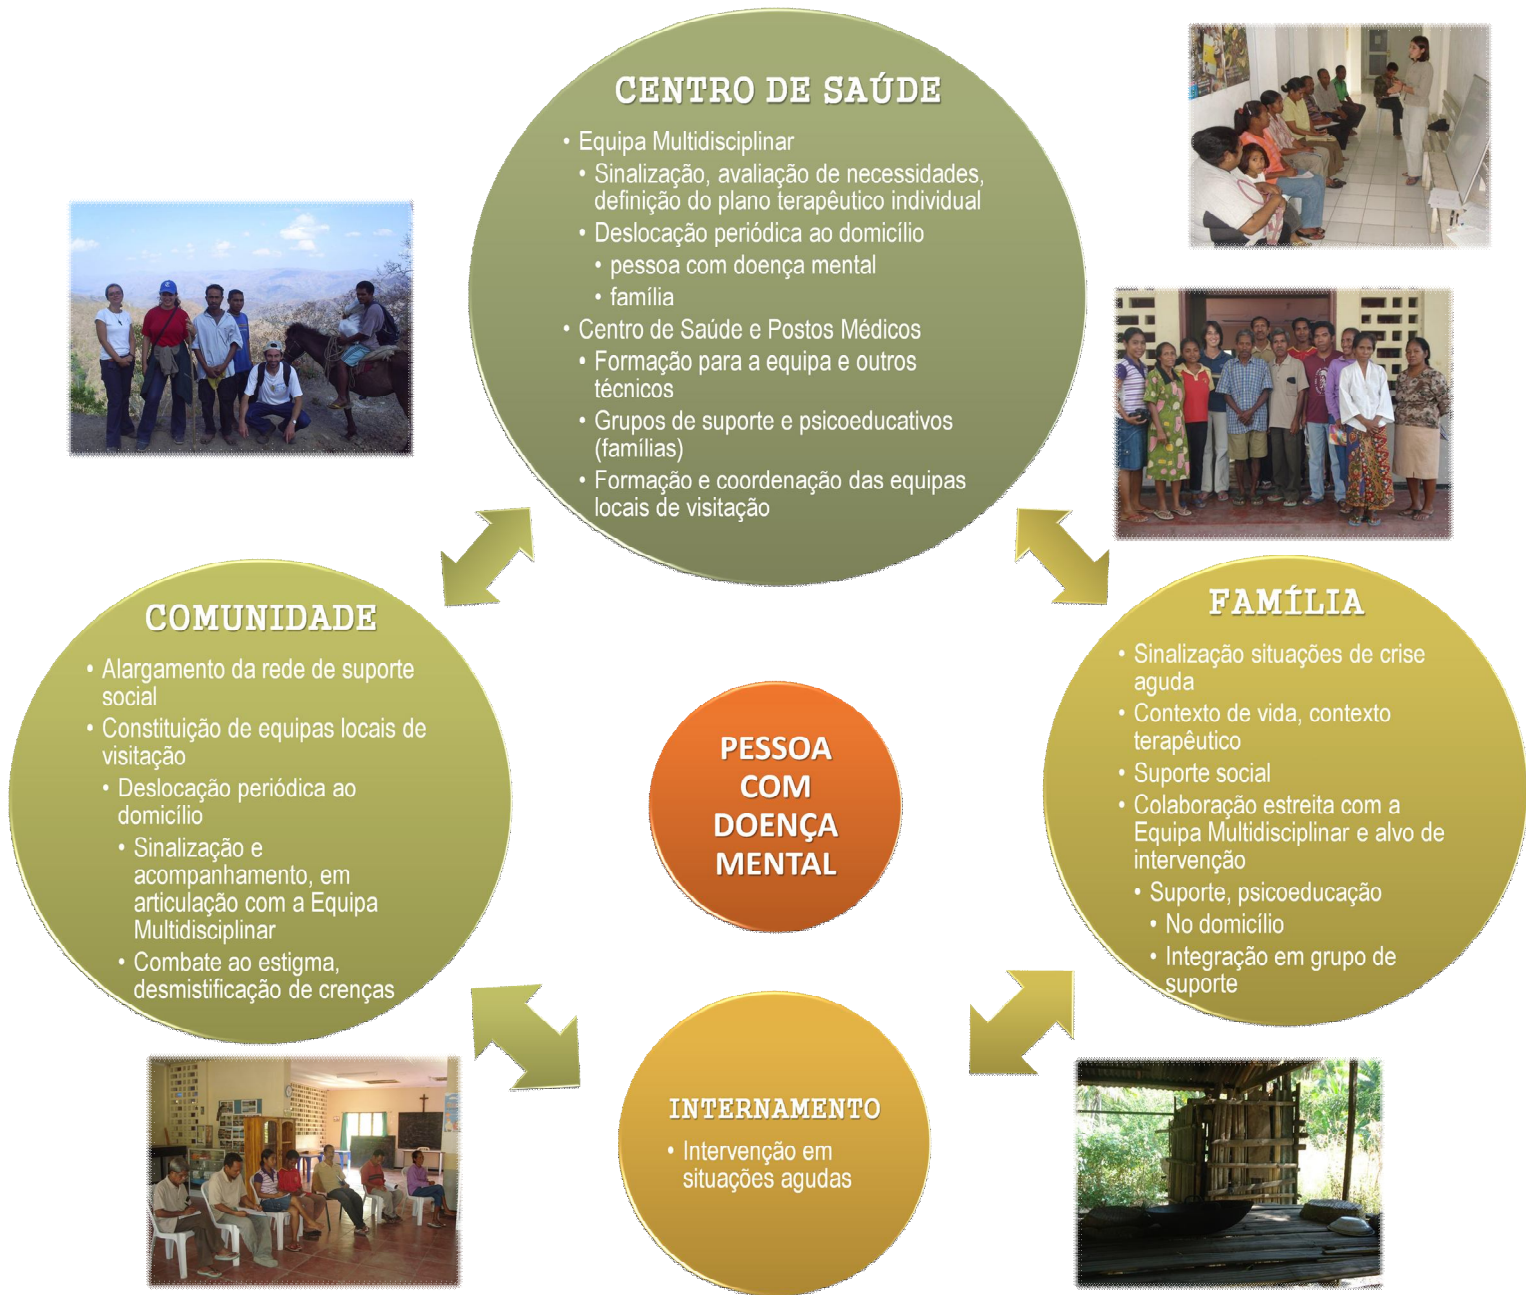 CENTRO DE SAÚDE
• Equipa Multidisciplinar
• Sinalização, avaliação de necessidades,
definição do plano terapêutico individual
• Deslocação periódica ao domicílio
• pessoa com doença mental
• família
• Centro de Saúde e Postos Médicos
• Formação para a equipa e outros
técnicos
• Grupos de suporte e psicoeducativos
(famílias)
• Formação e coordenação das equipas
locais de visitação
COMUNIDADE
• Alargamento da rede de suporte
social
• Constituição de equipas locais de
visitação
• Deslocação periódica ao
domicílio
• Sinalização e
acompanhamento, em
articulação com a Equipa
Multidisciplinar
• Combate ao estigma,
desmistificação de crenças
PESSOA
COM
DOENÇA
MENTAL
FAMÍLIA
• Sinalização situações de crise
aguda
• Contexto de vida, contexto
terapêutico
• Suporte social
• Colaboração estreita com a
Equipa Multidisciplinar e alvo de
intervenção
• Suporte, psicoeducação
• No domicílio
• Integração em grupo de
suporte
INTERNAMENTO
• Intervenção em
situações agudas